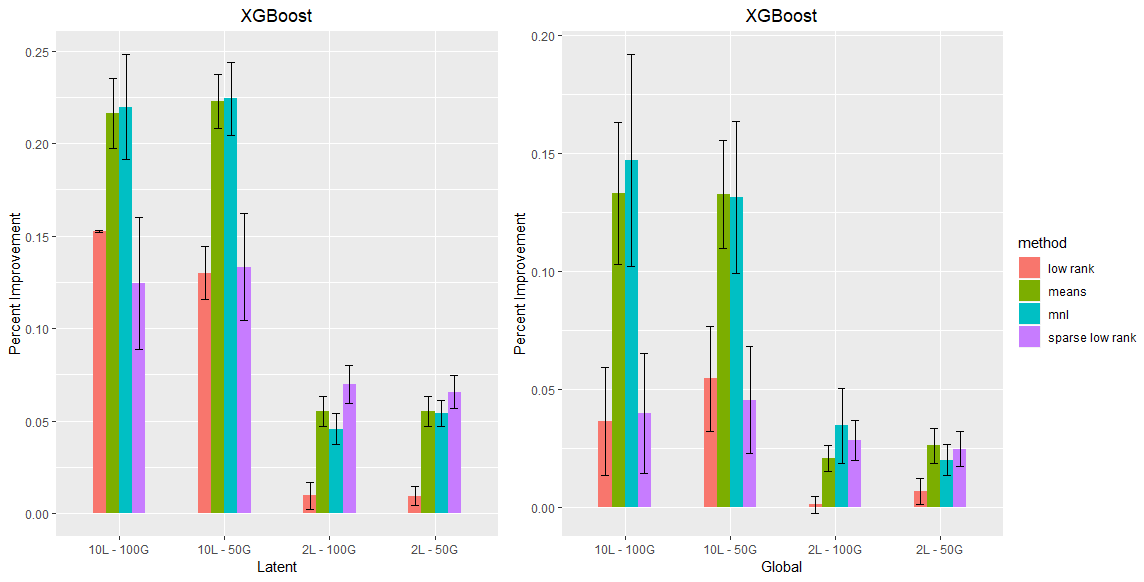 XGBoost
Percent Improvement
0.25
0.20
0.15
0.10
0.05
0.00
10L - 100G
10L - 50G
2L - 100G
2L - 50G
Latent
XGBoost
Percent Improvement
0.20
0.15
0.10
0.05
0.00
10L - 100G
10L - 50G
2L - 100G
2L - 50G
Global
method
low rank
means
mnl
sparse low rank